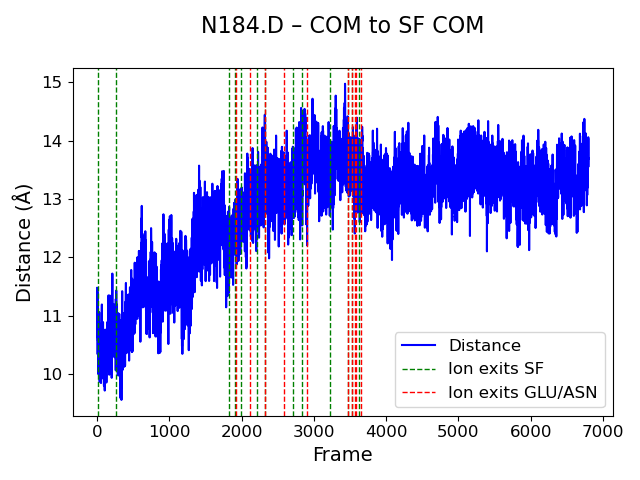 N184.D – COM to SF COM
Distance (Å)
15
14
13
12
11
10
Distance
Ion exits SF
Ion exits GLU/ASN
0 1000 2000 3000 4000 5000 6000 7000
Frame